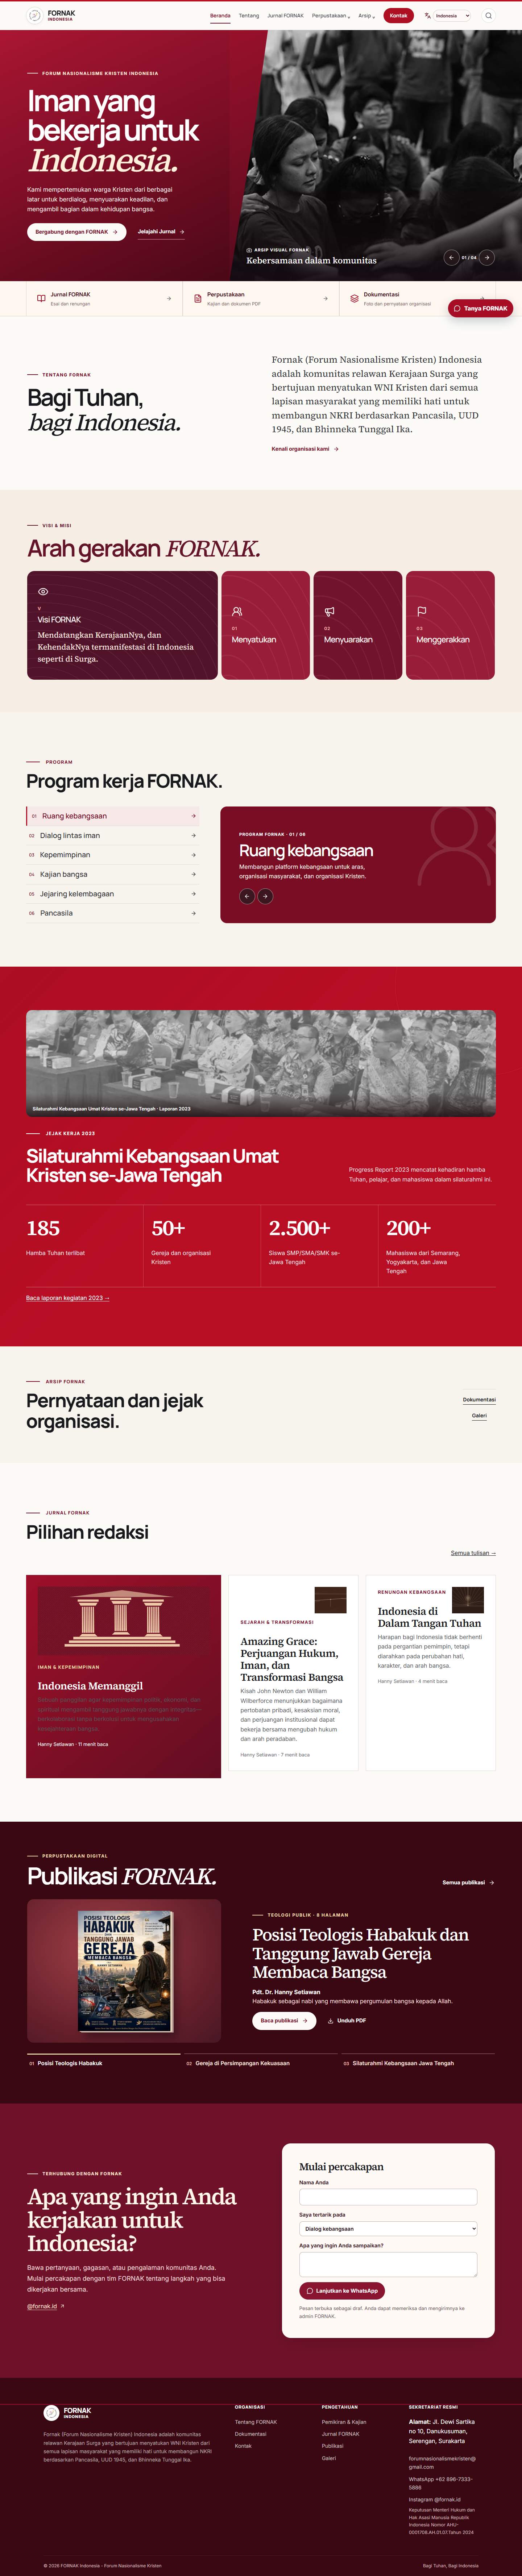 FORNAK
INDONESIA
Beranda Tentang Jurnal FORNAK Perpustakaan Arsip Kontak Indonesia
FORUM NASIONALISME KRISTEN INDONESIA
Iman yang
bekerja untuk
Indonesia.
Kami mempertemukan warga Kristen dari berbagai
latar untuk berdialog, menyuarakan keadilan, dan
mengambil bagian dalam kehidupan bangsa.
Bergabung dengan FORNAK → Jelajahi Jurnal →
ARSIP VISUAL FORNAK
Kebersamaan dalam komunitas
← 01 / 04 →
Jurnal FORNAK
Esai dan renungan
→
Perpustakaan
Kajian dan dokumen PDF
→
Dokumentasi
Foto dan pernyataan organisasi
Tanya FORNAK
TENTANG FORNAK
Bagi Tuhan,
bagi Indonesia.
Fornak (Forum Nasionalisme Kristen) Indonesia
adalah komunitas relawan Kerajaan Surga yang
bertujuan menyatukan WNI Kristen dari semua
lapisan masyarakat yang memiliki hati untuk
membangun NKRI berdasarkan Pancasila, UUD
1945, dan Bhinneka Tunggal Ika.
Kenali organisasi kami →
VISI & MISI
Arah gerakan FORNAK.
V
Visi FORNAK
Mendatangkan KerajaanNya, dan
KehendakNya termanifestasi di Indonesia
seperti di Surga.
01
Menyatukan
02
Menyuarakan
03
Menggerakkan
PROGRAM
Program kerja FORNAK.
01 Ruang kebangsaan →
02 Dialog lintas iman →
03 Kepemimpinan →
04 Kajian bangsa →
05 Jejaring kelembagaan →
06 Pancasila →
PROGRAM FORNAK · 01 / 06
Ruang kebangsaan
Membangun platform kebangsaan untuk aras,
organisasi masyarakat, dan organisasi Kristen.
← →
Silaturahmi Kebangsaan Umat Kristen se-Jawa Tengah · Laporan 2023
JEJAK KERJA 2023
Silaturahmi Kebangsaan Umat
Kristen se-Jawa Tengah
Progress Report 2023 mencatat kehadiran hamba
Tuhan, pelajar, dan mahasiswa dalam silaturahmi ini.
185
Hamba Tuhan terlibat
50+
Gereja dan organisasi
Kristen
2.500+
Siswa SMP/SMA/SMK se-
Jawa Tengah
200+
Mahasiswa dari Semarang,
Yogyakarta, dan Jawa
Tengah
Baca laporan kegiatan 2023 →
ARSIP FORNAK
Pernyataan dan jejak
organisasi.
Dokumentasi
Galeri
JURNAL FORNAK
Pilihan redaksi
Semua tulisan →
IMAN & KEPEMIMPINAN
Indonesia Memanggil
Hanny Setiawan · 11 menit baca
SEJARAH & TRANSFORMASI
Amazing Grace:
Perjuangan Hukum,
Iman, dan
Transformasi Bangsa
Kisah John Newton dan William
Wilberforce menunjukkan bagaimana
pertobatan pribadi, kesaksian moral,
dan perjuangan institusional dapat
bekerja bersama mengubah hukum
dan arah peradaban.
Hanny Setiawan · 7 menit baca
RENUNGAN KEBANGSAAN
Indonesia di
Dalam Tangan Tuhan
Harapan bagi Indonesia tidak berhenti
pada pergantian pemimpin, tetapi
diarahkan pada perubahan hati,
karakter, dan arah bangsa.
Hanny Setiawan · 4 menit baca
PERPUSTAKAAN DIGITAL
Publikasi FORNAK.
Semua publikasi →
POSISI TEOLOGIS
HABAKUK
DAN
TANGGUNG JAWAB
GEREJA
MEMBACA BANGSA
TEOLOGI PUBLIK · 8 HALAMAN
Posisi Teologis Habakuk dan
Tanggung Jawab Gereja
Membaca Bangsa
Pdt. Dr. Hanny Setiawan
Habakuk sebagai nabi yang membawa pergumulan bangsa kepada Allah.
Baca publikasi → Unduh PDF
01 Posisi Teologis Habakuk
02 Gereja di Persimpangan Kekuasaan
03 Silaturahmi Kebangsaan Jawa Tengah
TERHUBUNG DENGAN FORNAK
Apa yang ingin Anda
kerjakan untuk
Indonesia?
Bawa pertanyaan, gagasan, atau pengalaman komunitas Anda.
Mulai percakapan dengan tim FORNAK tentang langkah yang bisa
dikerjakan bersama.
@fornak.id ↗
Mulai percakapan
Nama Anda
Saya tertarik pada
Dialog kebangsaan
Apa yang ingin Anda sampaikan?
Lanjutkan ke WhatsApp
Pesan terbuka sebagai draf. Anda dapat memeriksa dan mengirimnya ke
admin FORNAK.
FORNAK
INDONESIA
Fornak (Forum Nasionalisme Kristen) Indonesia adalah komunitas
relawan Kerajaan Surga yang bertujuan menyatukan WNI Kristen dari
semua lapisan masyarakat yang memiliki hati untuk membangun NKRI
berdasarkan Pancasila, UUD 1945, dan Bhinneka Tunggal Ika.
ORGANISASI
Tentang FORNAK
Dokumentasi
Kontak
PENGETAHUAN
Pemikiran & Kajian
Jurnal FORNAK
Publikasi
Galeri
SEKRETARIAT RESMI
Alamat: Jl. Dewi Sartika
no 10, Danukusuman,
Serengan, Surakarta
forumnasionalismekristen@
gmail.com
WhatsApp +62 896-7333-
5886
Instagram @fornak.id
Keputusan Menteri Hukum dan
Hak Asasi Manusia Republik
Indonesia Nomor AHU-
0001708.AH.01.07.Tahun 2024
© 2026 FORNAK Indonesia · Forum Nasionalisme Kristen
Bagi Tuhan, Bagi Indonesia